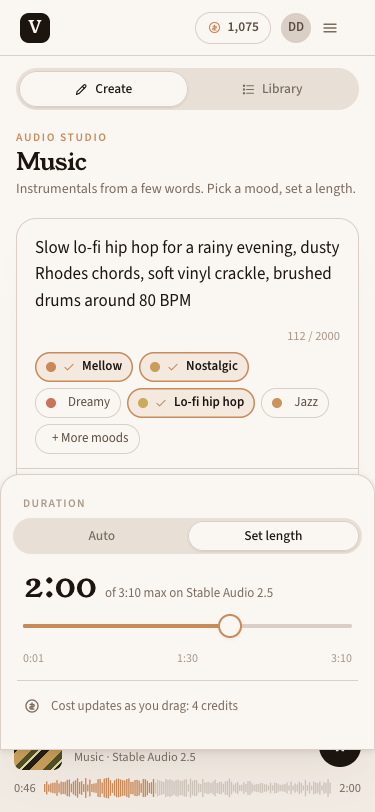 V
1,075
DD
Create
Library
AUDIO STUDIO
Music
Instrumentals from a few words. Pick a mood, set a length.
Slow lo-fi hip hop for a rainy evening, dusty
Rhodes chords, soft vinyl crackle, brushed
drums around 80 BPM
112 / 2000
Mellow
Nostalgic
Dreamy
Lo-fi hip hop
Jazz
+ More moods
DURATION
Auto
Set length
2:00 of 3:10 max on Stable Audio 2.5
0:01
1:30
3:10
Cost updates as you drag: 4 credits
Music · Stable Audio 2.5
0:46
2:00